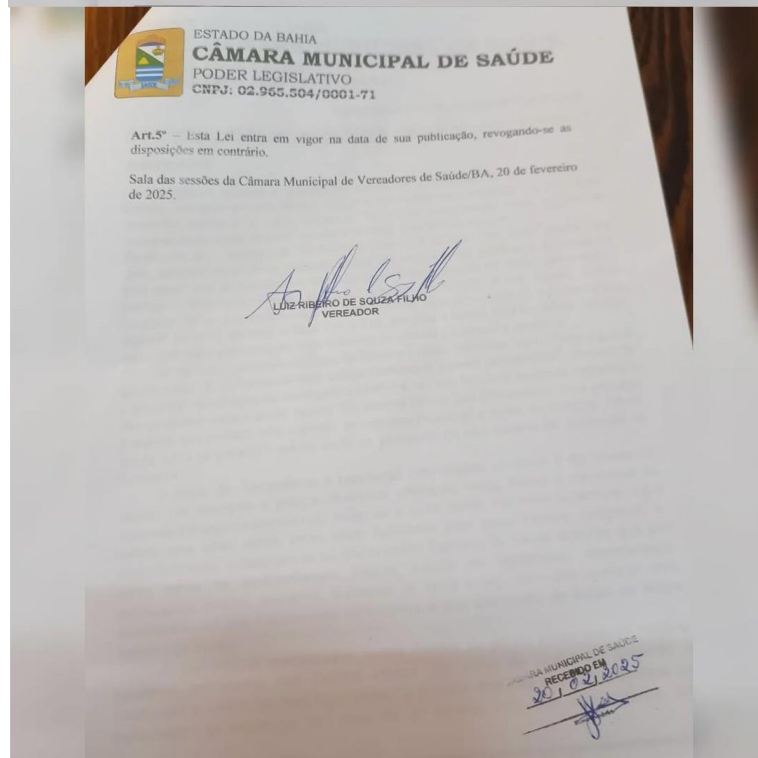 ESTADO DA BAHIA
CÂMARA MUNICIPAL DE SAÚDE
PODER LEGISLATIVO
CNPJ: 02.965.504/0001-71
Art.5º – Esta Lei entra em vigor na data de sua publicação, revogando-se as
disposições em contrário.
Sala das sessões da Câmara Municipal de Vereadores de Saúde/BA, 20 de fevereiro
de 2025.
LUIZ RIBEIRO DE SOUZA FILHO
VEREADOR
MUNICIPAL DE SAÚDE
RECEBIDO EM
20, 02, 2025